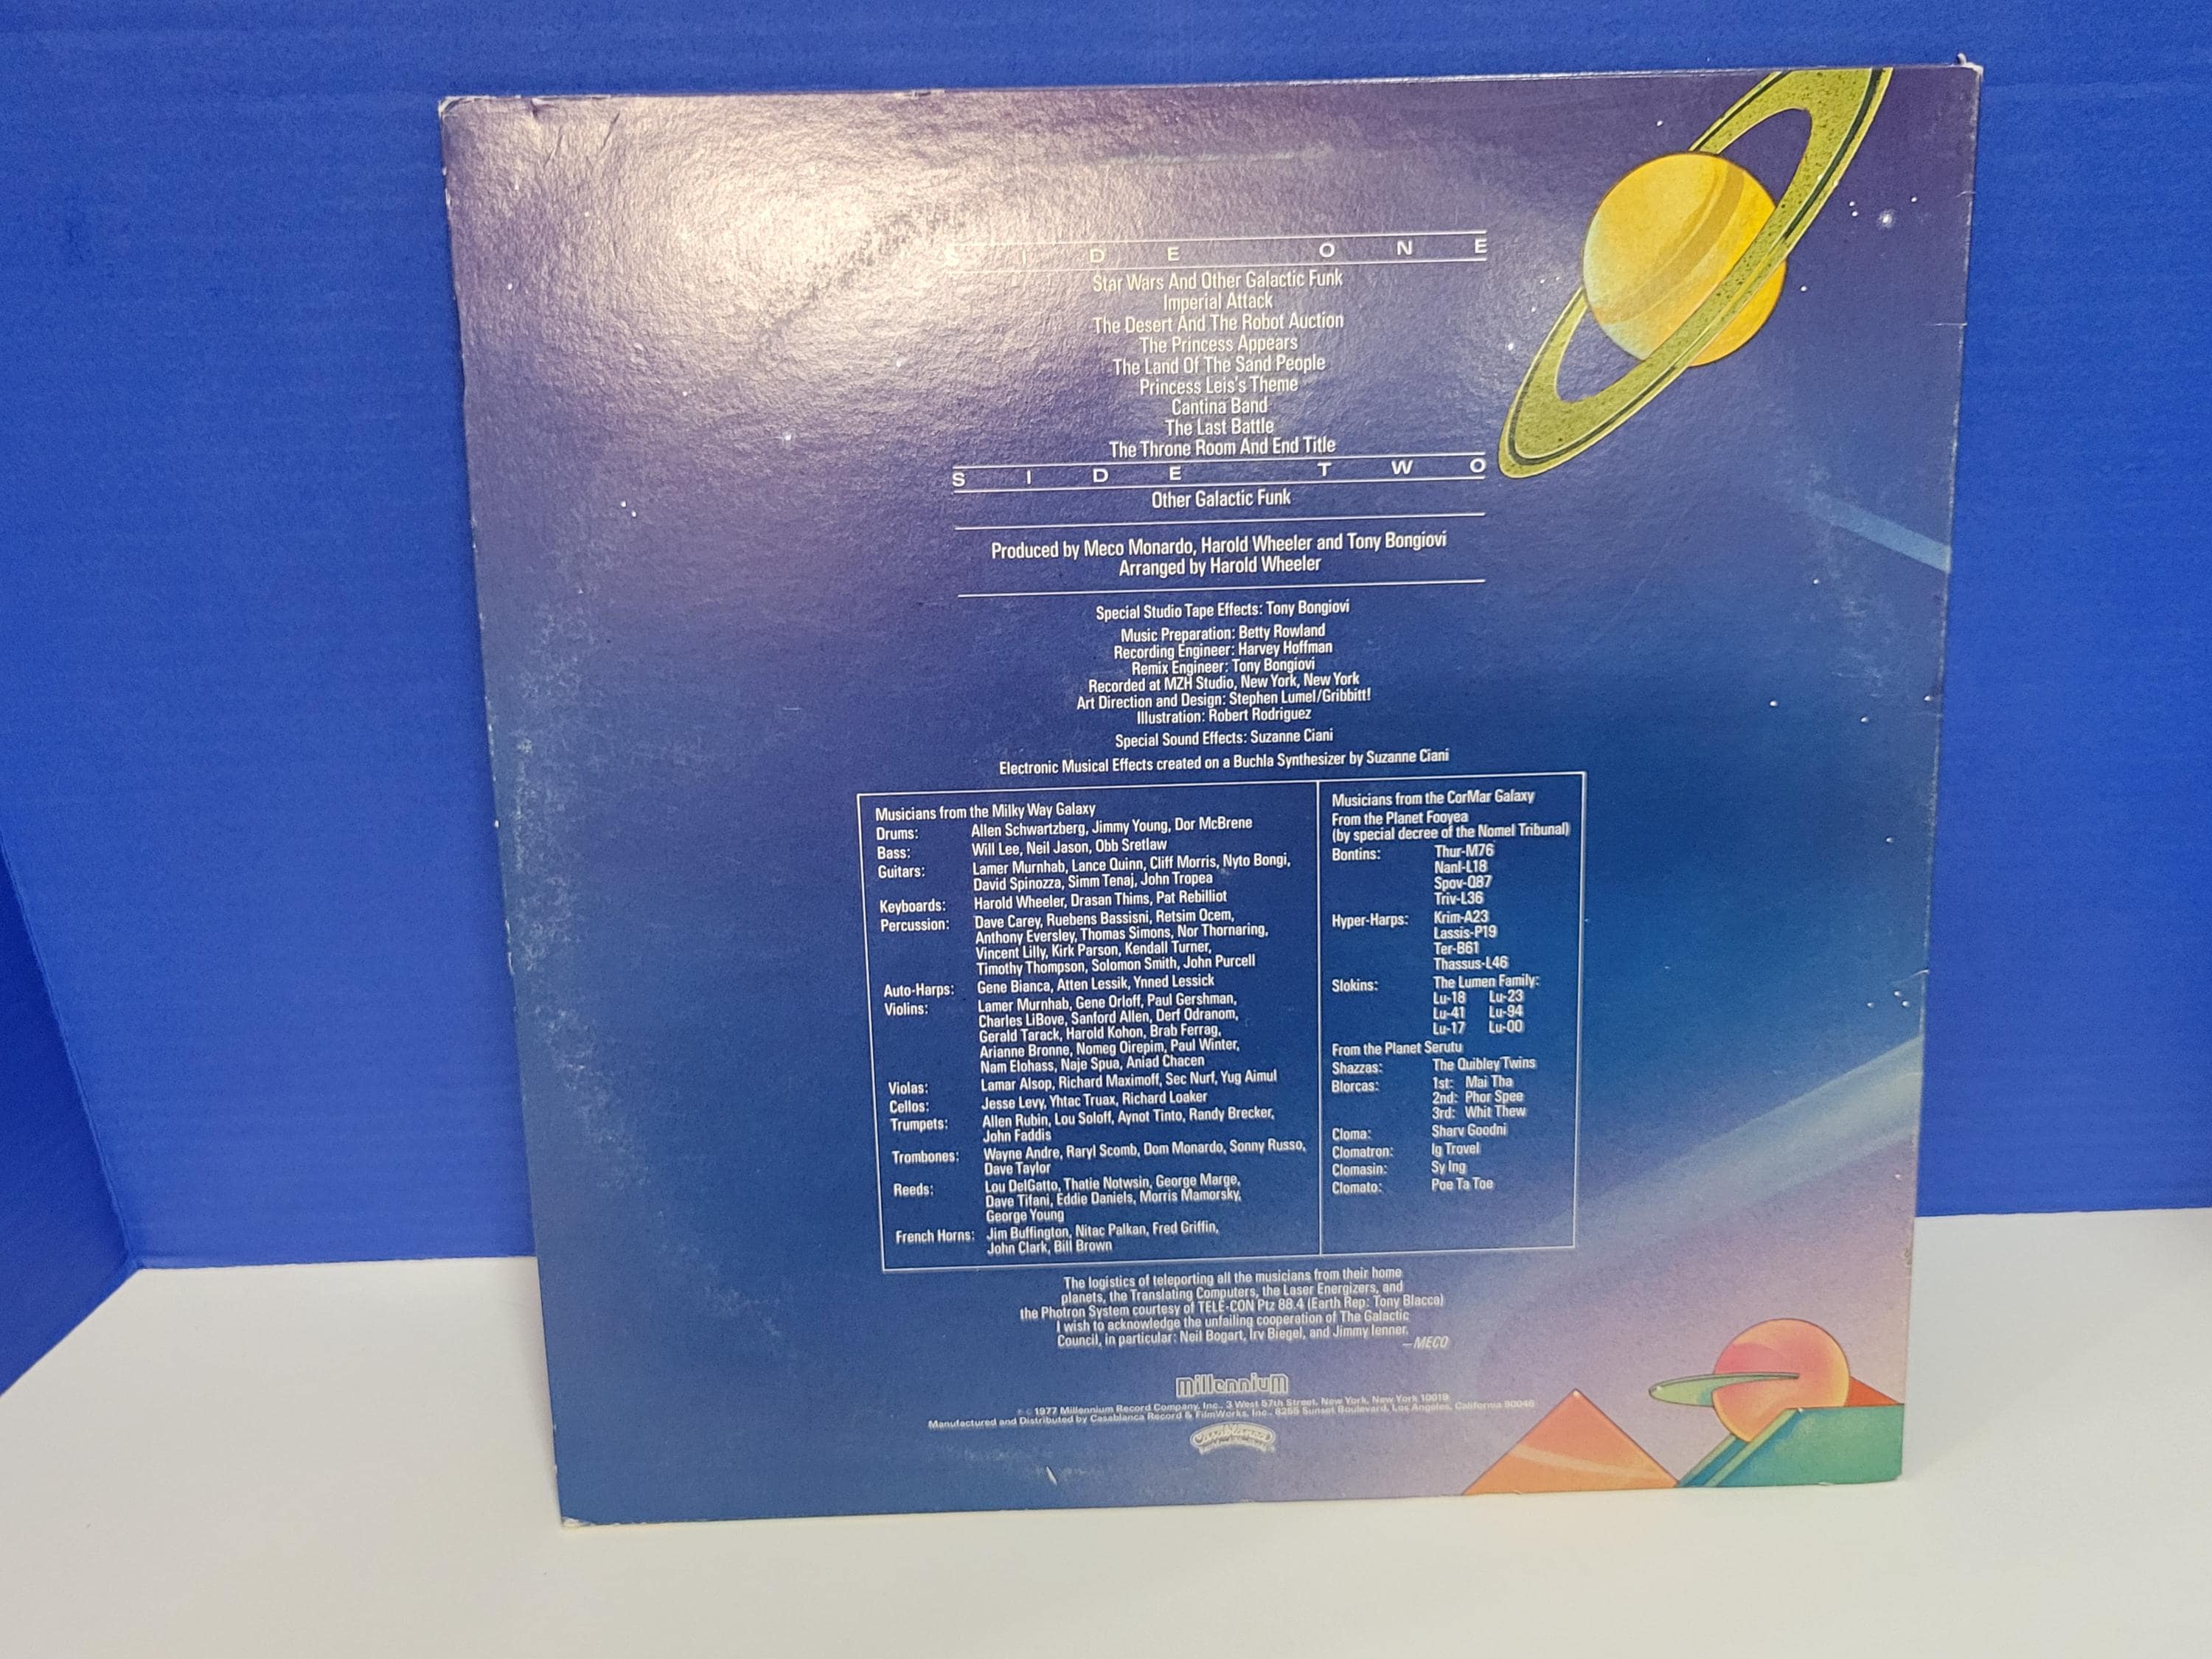 S I D E O N E
Star Wars And Other Galactic Funk
Imperial Attack
The Desert And The Robot Auction
The Princess Appears
The Land Of The Sand People
Princess Leis's Theme
Cantina Band
The Last Battle
The Throne Room And End Title
S I D E T W O
Other Galactic Funk
Produced by Meco Monardo, Harold Wheeler and Tony Bongiovi
Arranged by Harold Wheeler
Special Studio Tape Effects: Tony Bongiovi
Music Preparation: Betty Rowland
Recording Engineer: Harvey Hoffman
Remix Engineer: Tony Bongiovi
Recorded at MZH Studio, New York, New York
Art Direction and Design: Stephen Lumel/Gribbitt!
Illustration: Robert Rodriguez
Special Sound Effects: Suzanne Ciani
Electronic Musical Effects created on a Buchla Synthesizer by Suzanne Ciani
Musicians from the Milky Way Galaxy
Drums: Allen Schwartzberg, Jimmy Young, Dor McBrene
Bass: Will Lee, Neil Jason, Obb Sretlaw
Guitars: Lamer Murnhab, Lance Quinn, Cliff Morris, Nyto Bongi,
David Spinozza, Simm Tenaj, John Tropea
Keyboards: Harold Wheeler, Drasan Thims, Pat Rebilliot
Percussion: Dave Carey, Ruebens Bassisni, Retsim Ocem,
Anthony Eversley, Thomas Simons, Nor Thornaring,
Vincent Lilly, Kirk Parson, Kendall Turner,
Timothy Thompson, Solomon Smith, John Purcell
Auto-Harps: Gene Bianca, Atten Lessik, Ynned Lessick
Violins: Lamer Murnhab, Gene Orloff, Paul Gershman,
Charles LiBove, Sanford Allen, Derf Odranom,
Gerald Tarack, Harold Kohon, Brab Ferrag,
Arianne Bronne, Nomeg Oirepim, Paul Winter,
Nam Elohass, Naje Spua, Aniad Chacen
Violas: Lamar Alsop, Richard Maximoff, Sec Nurf, Yug Aimul
Cellos: Jesse Levy, Yhtac Truax, Richard Loaker
Trumpets: Allen Rubin, Lou Soloff, Aynot Tinto, Randy Brecker,
John Faddis
Trombones: Wayne Andre, Raryl Scomb, Dom Monardo, Sonny Russo,
Dave Taylor
Reeds: Lou DelGatto, Thatie Notwsin, George Marge,
Dave Tifani, Eddie Daniels, Morris Mamorsky,
George Young
French Horns: Jim Buffington, Nitac Palkan, Fred Griffin,
John Clark, Bill Brown
Musicians from the CorMar Galaxy
From the Planet Fooyea
(by special decree of the Nomel Tribunal)
Bontins: Thur-M76
Nanl-L18
Spov-Q87
Triv-L36
Hyper-Harps: Krim-A23
Lassis-P19
Ter-B61
Thassus-L46
Slokins: The Lumen Family:
Lu-18 Lu-23
Lu-41 Lu-94
Lu-17 Lu-00
From the Planet Serutu
Shazzas: The Quibley Twins
Blorcas: 1st: Mai Tha
2nd: Phor Spee
3rd: Whit Thew
Cloma: Sharv Goodni
Clomatron: Ig Trovel
Clomasin: Sy Ing
Clomato: Poe Ta Toe
The logistics of teleporting all the musicians from their home
planets, the Translating Computers, the Laser Energizers, and
the Photron System courtesy of TELE-CON Ptz 88.4 (Earth Rep: Tony Blacca)
I wish to acknowledge the unfailing cooperation of The Galactic
Council, in particular: Neil Bogart, Irv Biegel, and Jimmy Ienner.
—MECO
millennium
℗ © 1977 Millennium Record Company, Inc., 3 West 57th Street, New York, New York 10019
Manufactured and Distributed by Casablanca Record & FilmWorks, Inc., 8255 Sunset Boulevard, Los Angeles, California 90046
Casablanca